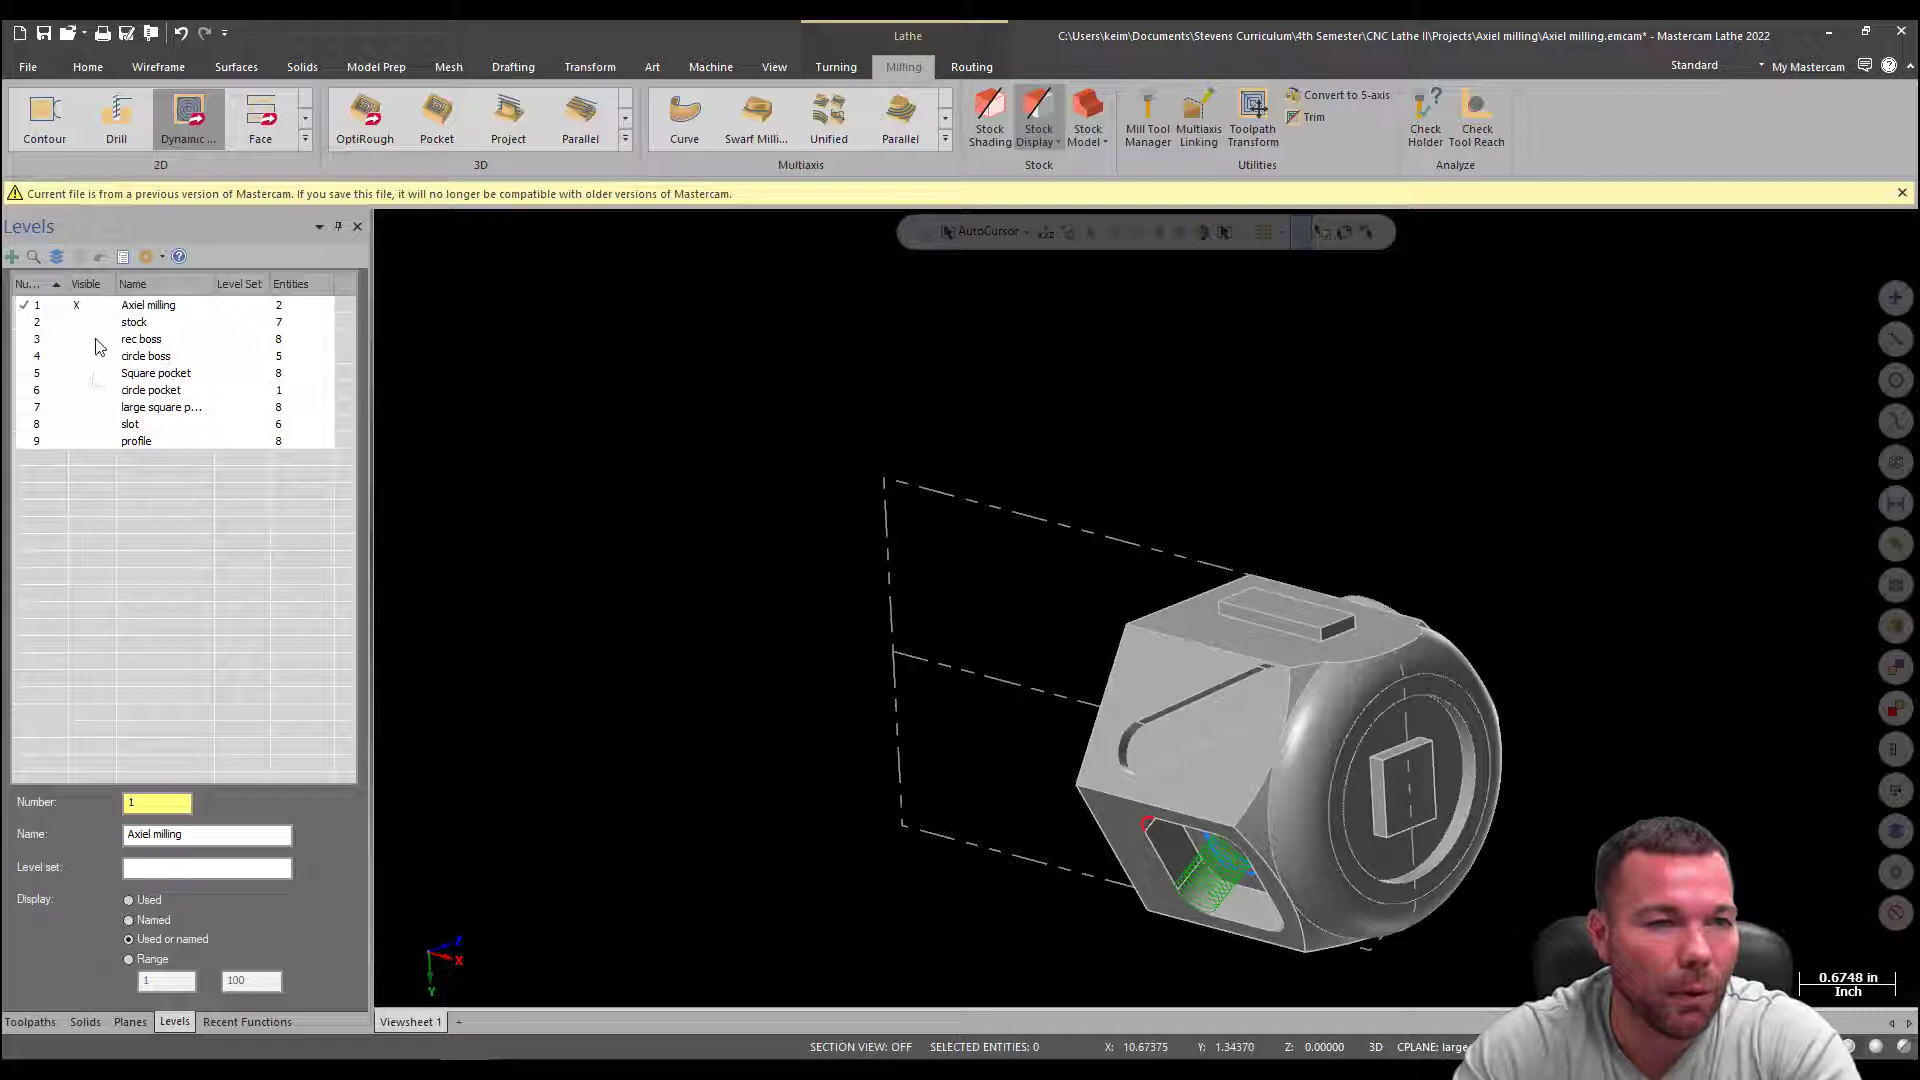 Lathe
C:\Users\keim\Documents\Stevens Curriculum\4th Semester\CNC Lathe II\Projects\Axiel milling\Axiel milling.emcam* - Mastercam Lathe 2022
File Home Wireframe Surfaces Solids Model Prep Mesh Drafting Transform Art Machine View Turning Milling Routing
Standard My Mastercam
Contour Drill Dynamic ... Face
2D
OptiRough Pocket Project Parallel
3D
Curve Swarf Milli... Unified Parallel
Multiaxis
Stock Shading Stock Display Stock Model
Stock
Mill Tool Manager Multiaxis Linking Toolpath Transform Convert to 5-axis
Trim
Utilities
Check Holder Check Tool Reach
Analyze
Current file is from a previous version of Mastercam. If you save this file, it will no longer be compatible with older versions of Mastercam.
Levels
AutoCursor
Nu... Visible Name Level Set Entities
1 X Axiel milling 2
2 stock 7
3 rec boss 8
4 circle boss 5
5 Square pocket 8
6 circle pocket 1
7 large square p... 8
8 slot 6
9 profile 8
Number: 1
Name: Axiel milling
Level set:
Display: Used
Named
Used or named
Range
1 100
Z
X
Y
0.6748 in
Inch
Toolpaths Solids Planes Levels Recent Functions
Viewsheet 1 +
SECTION VIEW: OFF SELECTED ENTITIES: 0 X: 10.67375 Y: 1.34370 Z: 0.00000 3D CPLANE: large